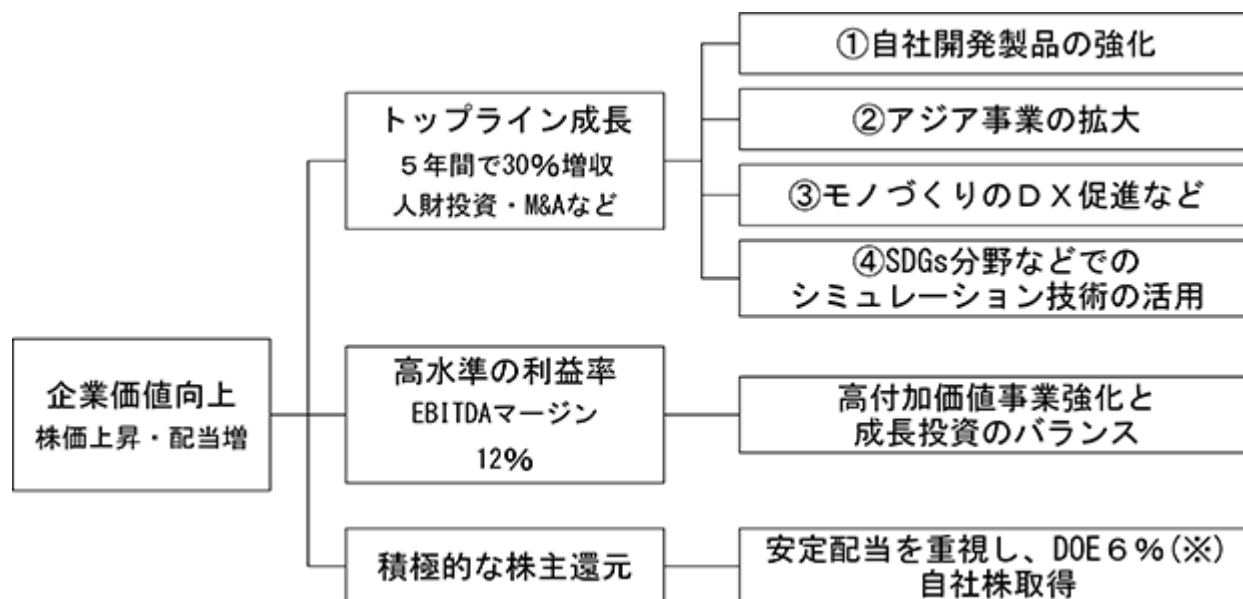 企業価値向上
株価上昇・配当増
トップライン成長
５年間で30％増収
人財投資・M&Aなど
①自社開発製品の強化
②アジア事業の拡大
③モノづくりのＤＸ促進など
④SDGs分野などでの
シミュレーション技術の活用
高水準の利益率
EBITDAマージン
12％
高付加価値事業強化と
成長投資のバランス
積極的な株主還元
安定配当を重視し、DOE６％(※)
自社株取得